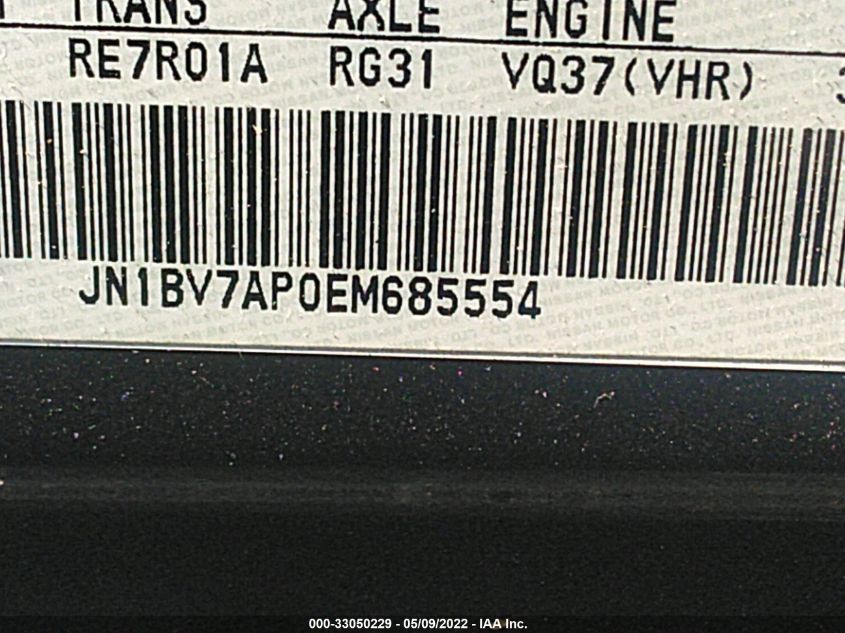 TRANS AXLE ENGINE
RE7R01A RG31 VQ37(VHR)
JN1BV7AP0EM685554
000-33050229 - 05/09/2022 - IAA Inc.